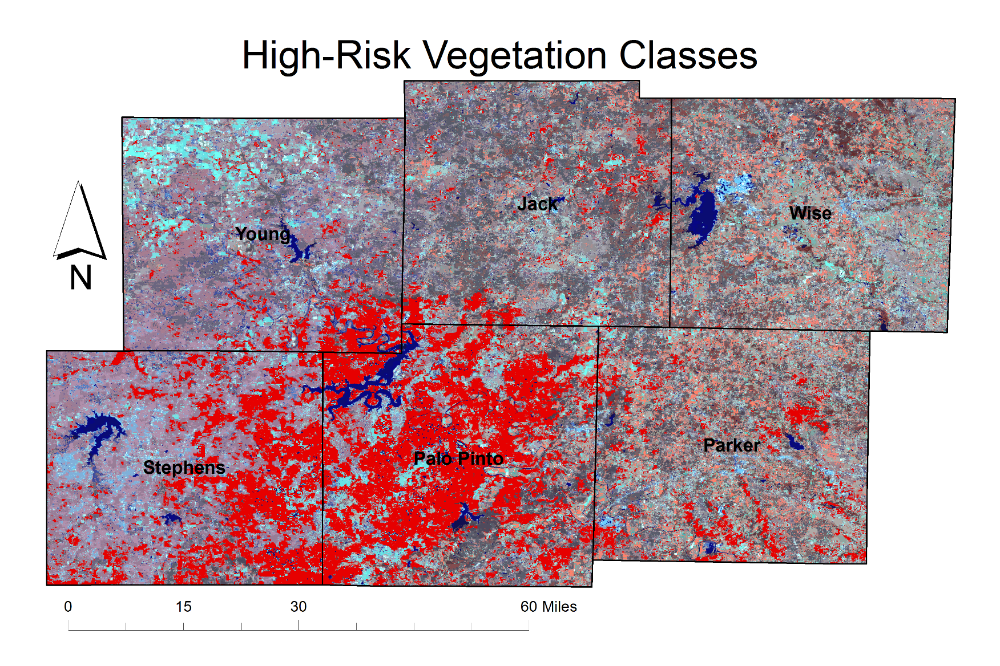 High-Risk Vegetation Classes
Jack
Wise
Young
N
Parker
Palo Pinto
Stephens
0 15 30 60 Miles